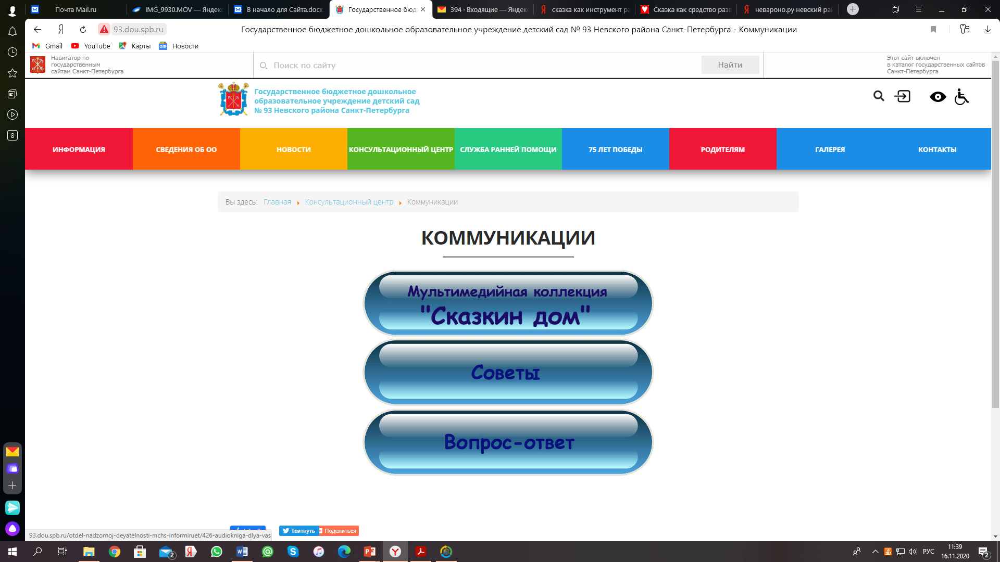 Почта Mail.ru
IMG_9930.MOV — Яндекс
В начало для Сайта.docx
Государственное бюд
394 · Входящие — Яндекс
сказка как инструмент ра
Сказка как средство разв
невароно.ру невский рай
93.dou.spb.ru
Государственное бюджетное дошкольное образовательное учреждение детский сад № 93 Невского района Санкт-Петербурга - Коммуникации
Gmail
YouTube
Карты
Новости
Навигатор по
государственным
сайтам Санкт-Петербурга
Поиск по сайту
Найти
Этот сайт включен
в каталог государственных сайтов
Санкт-Петербурга
Государственное бюджетное дошкольное
образовательное учреждение детский сад
№ 93 Невского района Санкт-Петербурга
8
ИНФОРМАЦИЯ
СВЕДЕНИЯ ОБ ОО
НОВОСТИ
КОНСУЛЬТАЦИОННЫЙ ЦЕНТР
СЛУЖБА РАННЕЙ ПОМОЩИ
75 ЛЕТ ПОБЕДЫ
РОДИТЕЛЯМ
ГАЛЕРЕЯ
КОНТАКТЫ
Вы здесь: Главная Консультационный центр Коммуникации
КОММУНИКАЦИИ
Мультимедийная коллекция
"Сказкин дом"
Советы
Вопрос-ответ
Твитнуть
Поделиться
93.dou.spb.ru/otdel-nadzornoj-deyatelnosti-mchs-informiruet/426-audiokniga-dlya-vas
2
РУС
11:39
16.11.2020
2